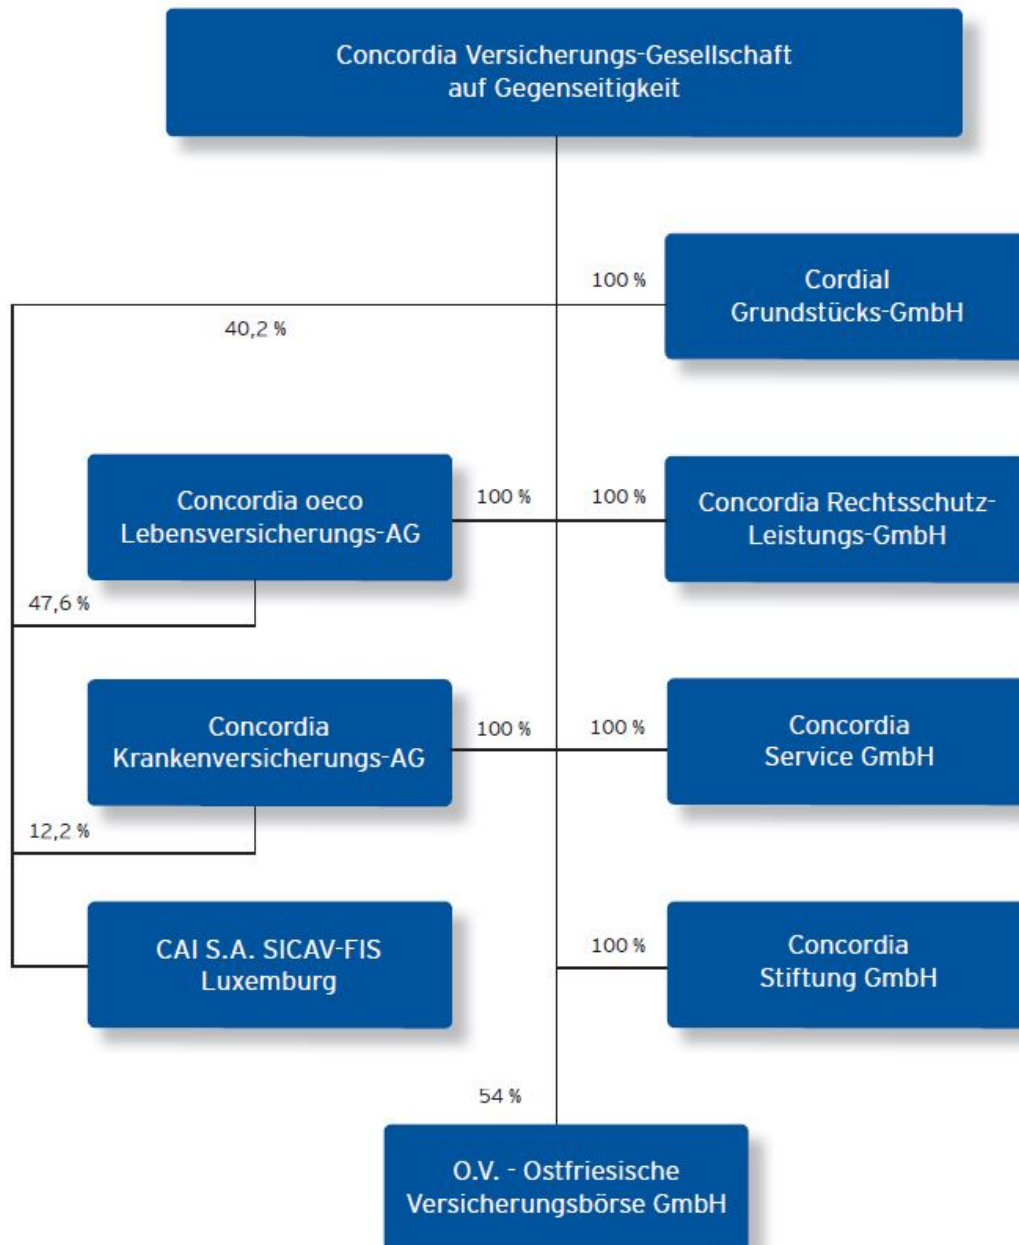 Concordia Versicherungs-Gesellschaft
auf Gegenseitigkeit
100 %
Cordial
Grundstücks-GmbH
40,2 %
Concordia oeco
Lebensversicherungs-AG
100 %
100 %
Concordia Rechtsschutz-
Leistungs-GmbH
47,6 %
Concordia
Krankenversicherungs-AG
100 %
100 %
Concordia
Service GmbH
12,2 %
CAI S.A. SICAV-FIS
Luxemburg
100 %
Concordia
Stiftung GmbH
54 %
O.V. - Ostfriesische
Versicherungsbörse GmbH